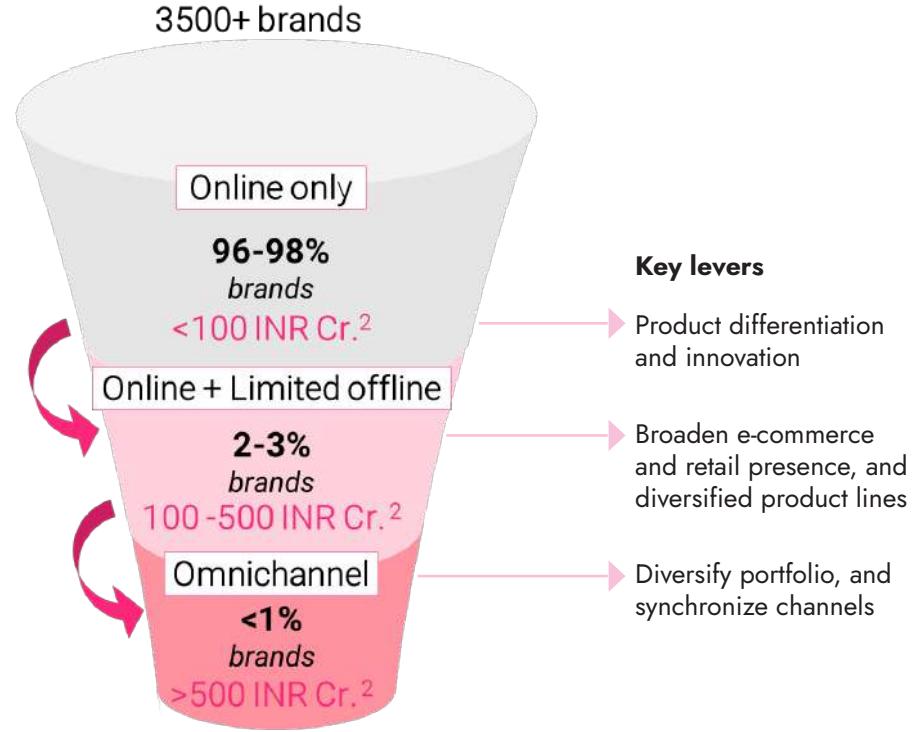 3500+ brands
Online only
96-98%
brands
<100 INR Cr.2
Online + Limited offline
2-3%
brands
100 -500 INR Cr.2
Omnichannel
<1%
brands
>500 INR Cr.2
Key levers
Product differentiation
and innovation
Broaden e-commerce
and retail presence, and
diversified product lines
Diversify portfolio, and
synchronize channels